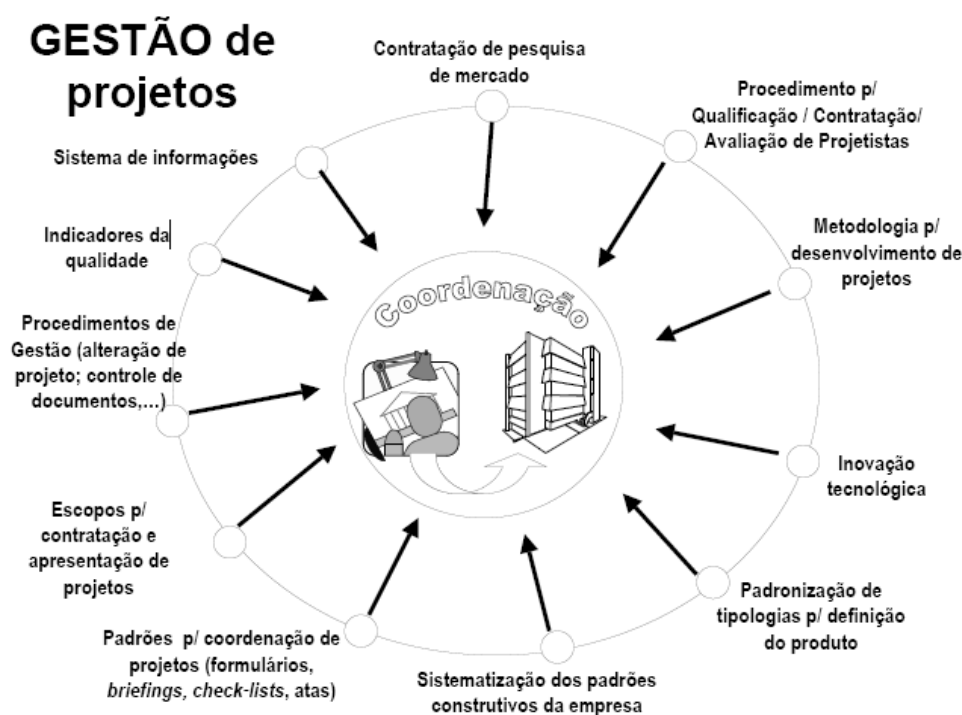 GESTÃO de
projetos
Contratação de pesquisa
de mercado
Procedimento p/
Qualificação / Contratação/
Avaliação de Projetistas
Metodologia p/
desenvolvimento de
projetos
Inovação
tecnológica
Padronização de
tipologias p/ definição
do produto
Sistematização dos padrões
construtivos da empresa
Padrões p/ coordenação de
projetos (formulários,
briefings, check-lists, atas)
Escopos p/
contratação e
apresentação de
projetos
Procedimentos de
Gestão (alteração de
projeto; controle de
documentos,...)
Indicadores da
qualidade
Sistema de informações
Coordenação